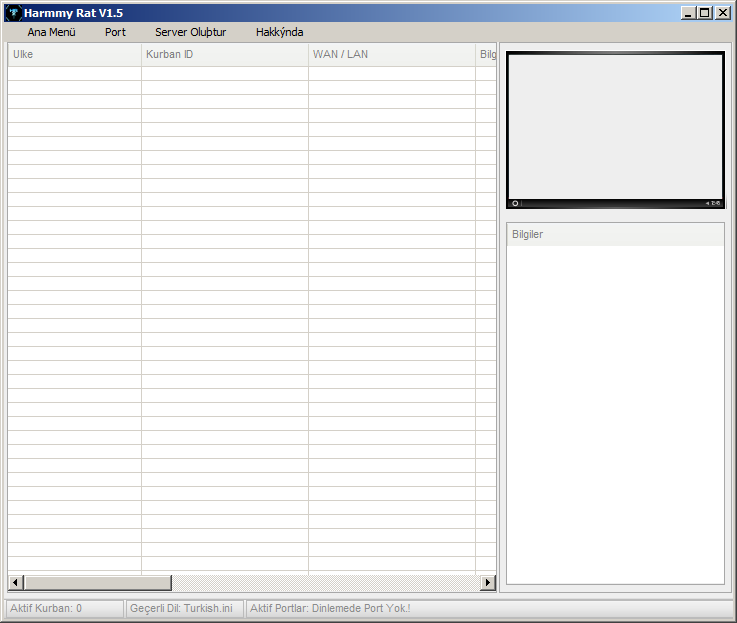 Harmmy Rat V1.5
Ana Menü Port Server Oluþtur Hakkýnda
Ulke Kurban ID WAN / LAN Bilg
Bilgiler
Aktif Kurban: 0 Geçerli Dil: Turkish.ini Aktif Portlar: Dinlemede Port Yok.!